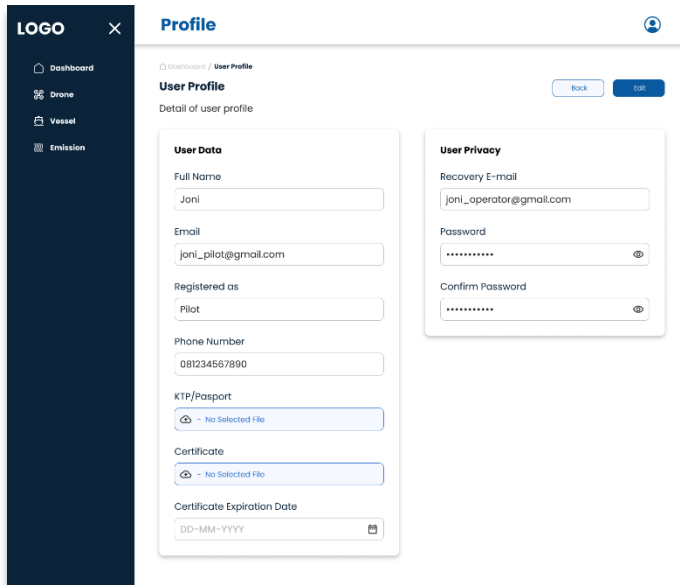 LOGO
Dashboard
Drone
Vessel
Emission
Profile
Dashboard / User Profile
User Profile
Detail of user profile
Back
Edit
User Data
Full Name
Joni
Email
joni_pilot@gmail.com
Registered as
Pilot
Phone Number
081234567890
KTP/Pasport
- No Selected File
Certificate
- No Selected File
Certificate Expiration Date
DD-MM-YYYY
User Privacy
Recovery E-mail
joni_operator@gmail.com
Password
•••••••••••
Confirm Password
•••••••••••